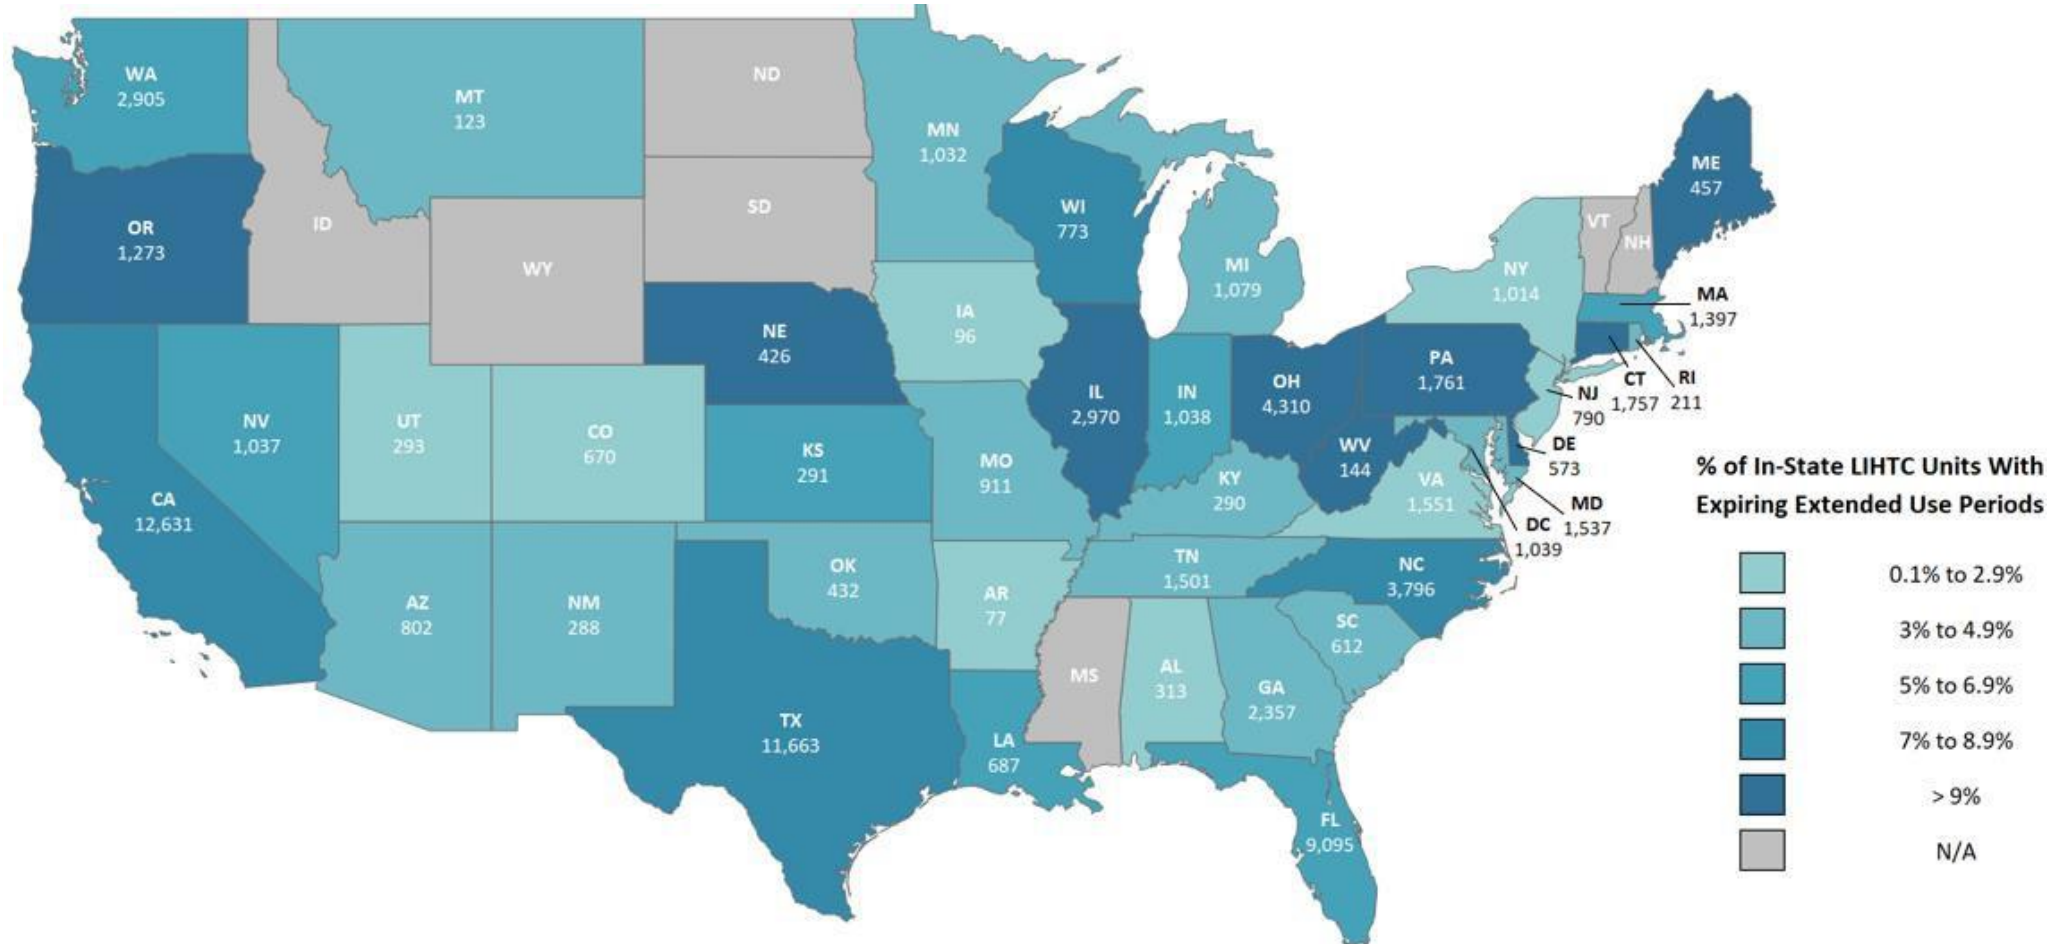 WA
2,905
MT
123
ND
MN
1,032
OR
1,273
ID
WY
SD
WI
773
MI
1,079
NY
1,014
VT
NH
ME
457
MA
1,397
NE
426
IA
96
IL
2,970
IN
1,038
OH
4,310
PA
1,761
NJ
790
CT
1,757
RI
211
NV
1,037
UT
293
CO
670
KS
291
MO
911
KY
290
WV
144
VA
1,551
DE
573
MD
1,537
DC
1,039
CA
12,631
AZ
802
NM
288
OK
432
AR
77
TN
1,501
NC
3,796
SC
612
TX
11,663
LA
687
MS
AL
313
GA
2,357
FL
9,095
% of In-State LIHTC Units With
Expiring Extended Use Periods
0.1% to 2.9%
3% to 4.9%
5% to 6.9%
7% to 8.9%
> 9%
N/A